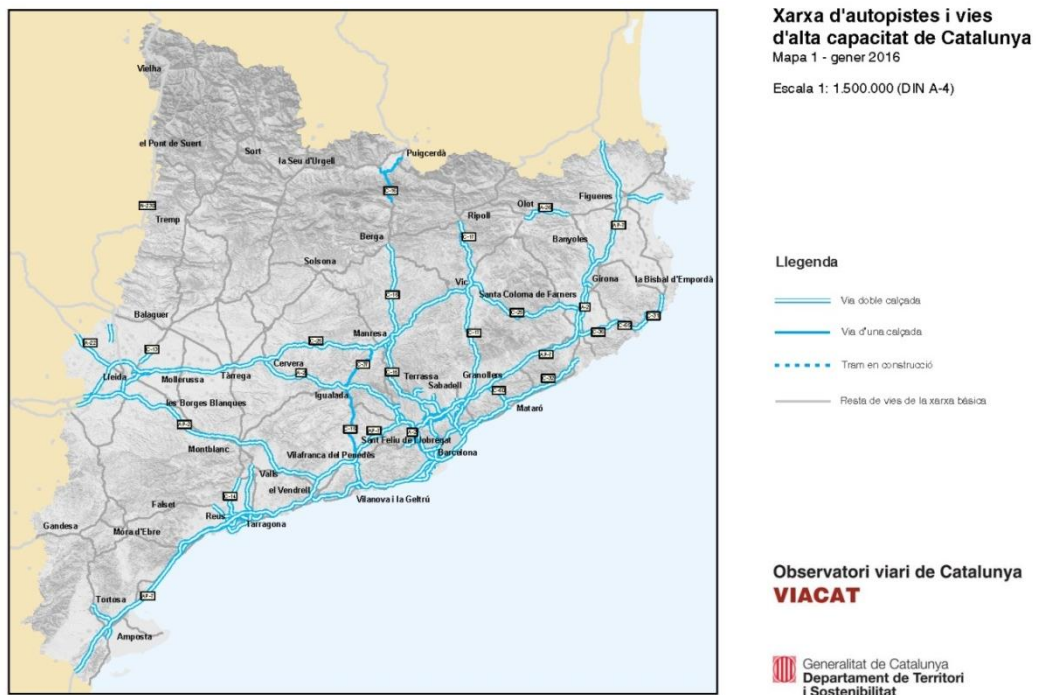 Xarxa d'autopistes i vies
d'alta capacitat de Catalunya
Mapa 1 - gener 2016
Escala 1: 1.500.000 (DIN A-4)
Vielha
el Pont de Suert
Sort
la Seu d'Urgell
Puigcerdà
Tremp
Berga
Ripoll
Olot
Figueres
Banyoles
Solsona
Vic
Girona
la Bisbal d'Empordà
Santa Coloma de Farners
Balaguer
Manresa
Cervera
Terrassa
Granollers
Sabadell
Lleida
Mollerussa
Tàrrega
Igualada
les Borges Blanques
Mataró
Sant Feliu de Llobregat
Montblanc
Vilafranca del Penedès
Barcelona
Valls
el Vendrell
Vilanova i la Geltrú
Falset
Reus
Tarragona
Gandesa
Móra d'Ebre
Tortosa
Amposta
Llegenda
Via doble calçada
Via d'una calçada
Tram en construcció
Resta de vies de la xarxa bàsica
Observatori viari de Catalunya
VIACAT
Generalitat de Catalunya
Departament de Territori
i Sostenibilitat